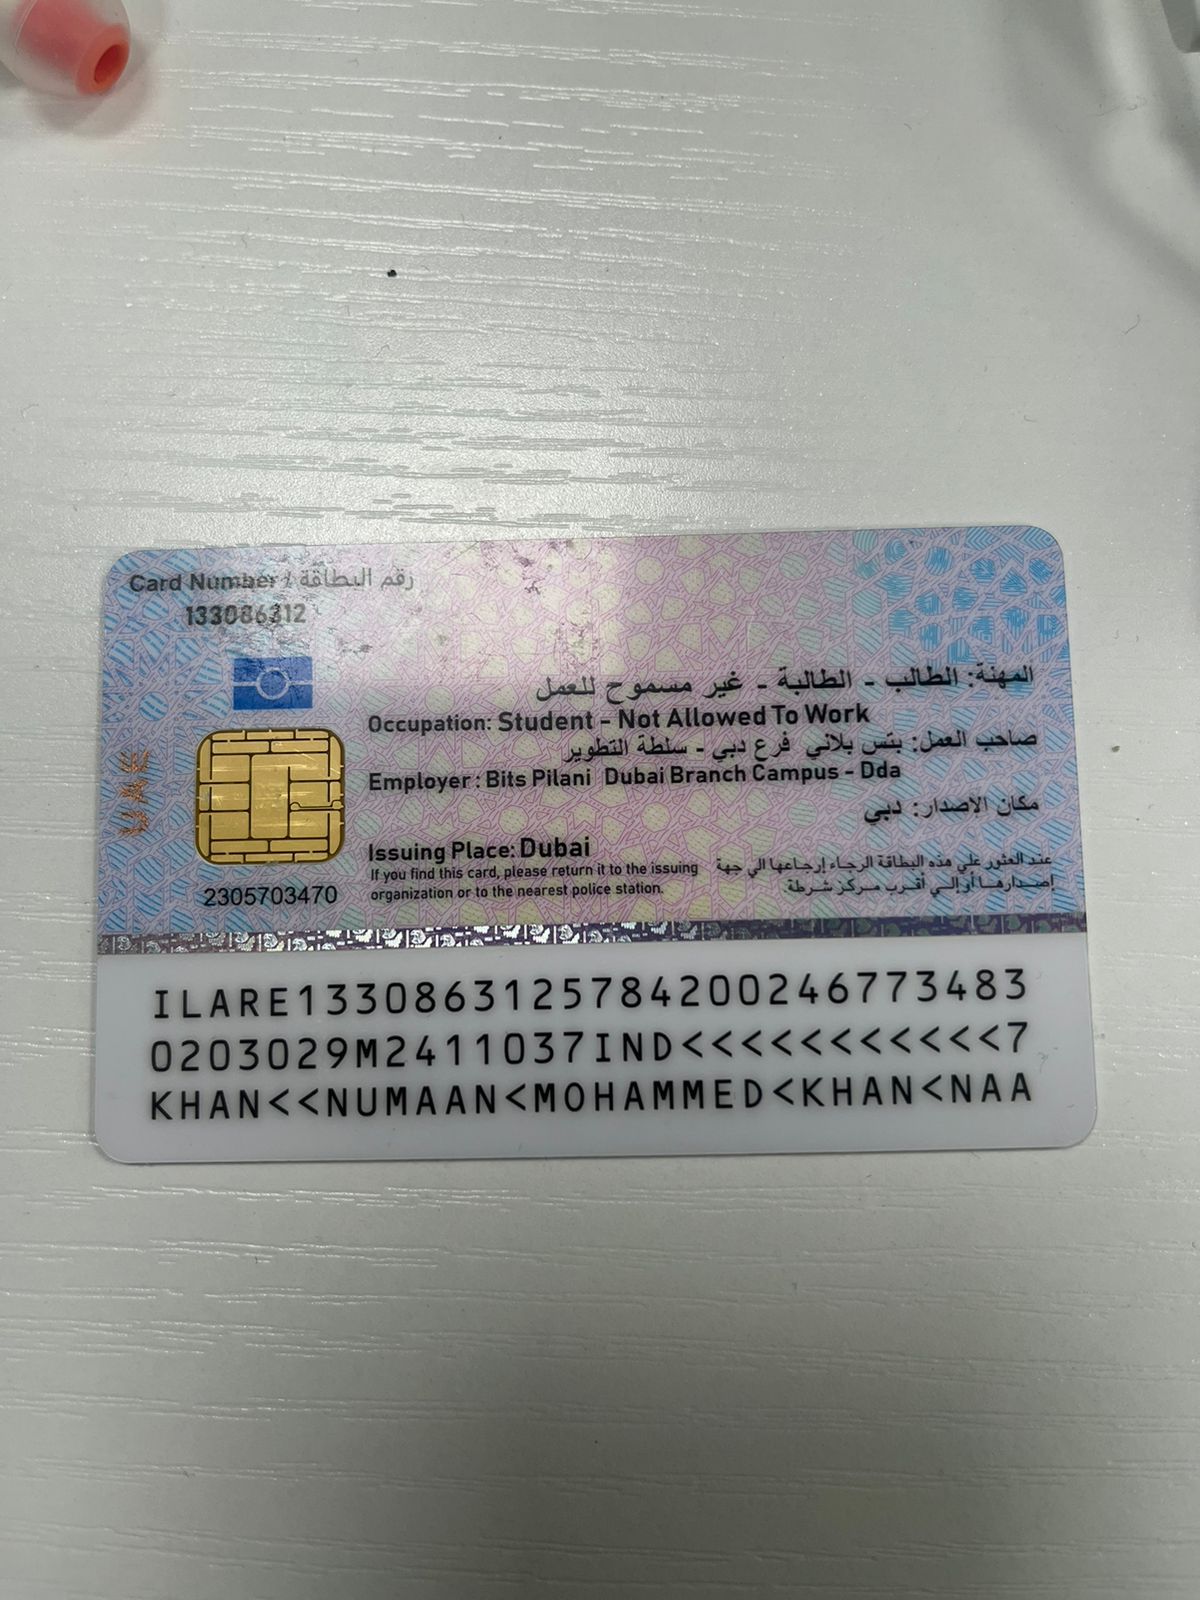 Card Number / رقم البطاقة
133086312
المهنة: الطالب - الطالبة - غير مسموح للعمل
Occupation: Student - Not Allowed To Work
صاحب العمل: بتس بلاني فرع دبي - سلطة التطوير
Employer : Bits Pilani Dubai Branch Campus - Dda
مكان الاصدار: دبي
Issuing Place: Dubai
If you find this card, please return it to the issuing
organization or to the nearest police station.
عند العثور علي هذه البطاقة الرجاء إرجاعها الي جهة
إصدارها أو إلي أقرب مركز شرطة
UAE
2305703470
ILARE1330863125784200246773483
0203029M2411037IND<<<<<<<<<<<7
KHAN<<NUMAAN<MOHAMMED<KHAN<NAA